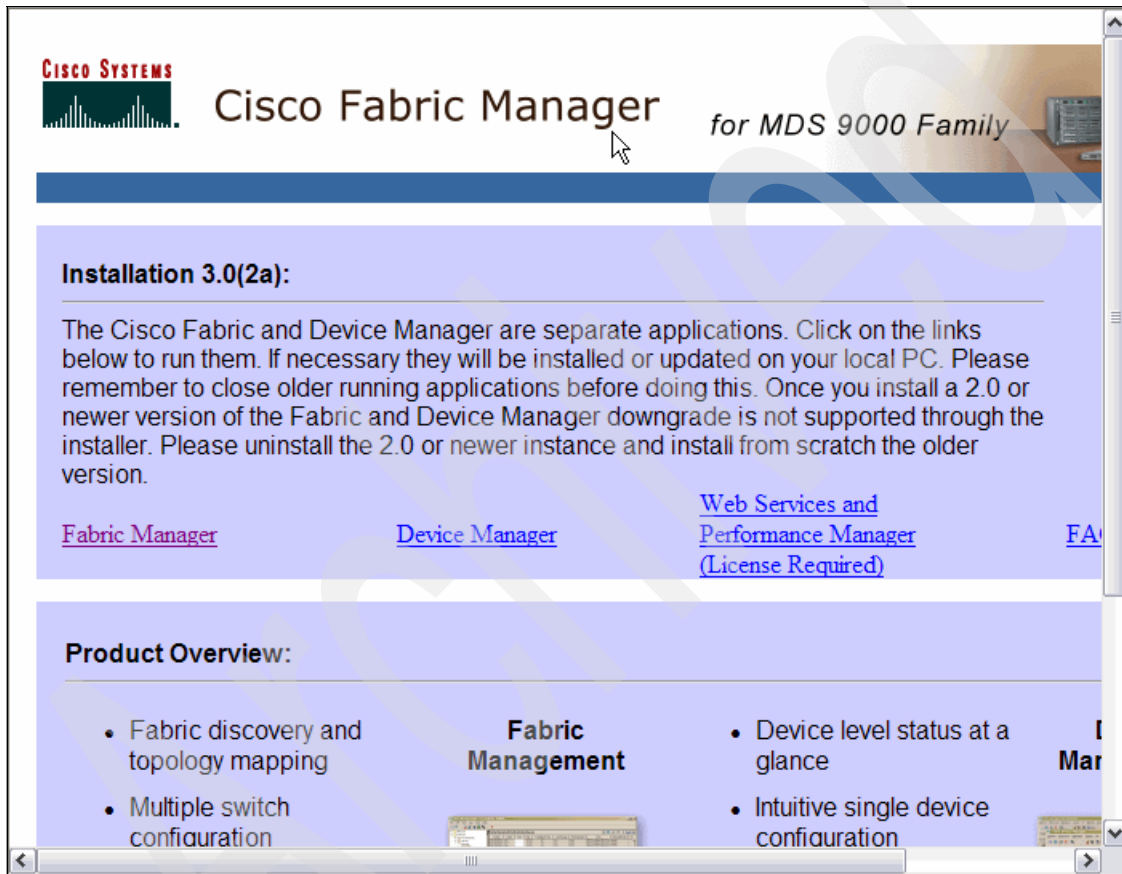 CISCO SYSTEMS
Cisco Fabric Manager
for MDS 9000 Family
Installation 3.0(2a):
The Cisco Fabric and Device Manager are separate applications. Click on the links
below to run them. If necessary they will be installed or updated on your local PC. Please
remember to close older running applications before doing this. Once you install a 2.0 or
newer version of the Fabric and Device Manager downgrade is not supported through the
installer. Please uninstall the 2.0 or newer instance and install from scratch the older
version.
Fabric Manager
Device Manager
Web Services and
Performance Manager
(License Required)
Product Overview:
• Fabric discovery and
topology mapping
• Multiple switch
configuration
Fabric
Management
• Device level status at a
glance
• Intuitive single device
configuration